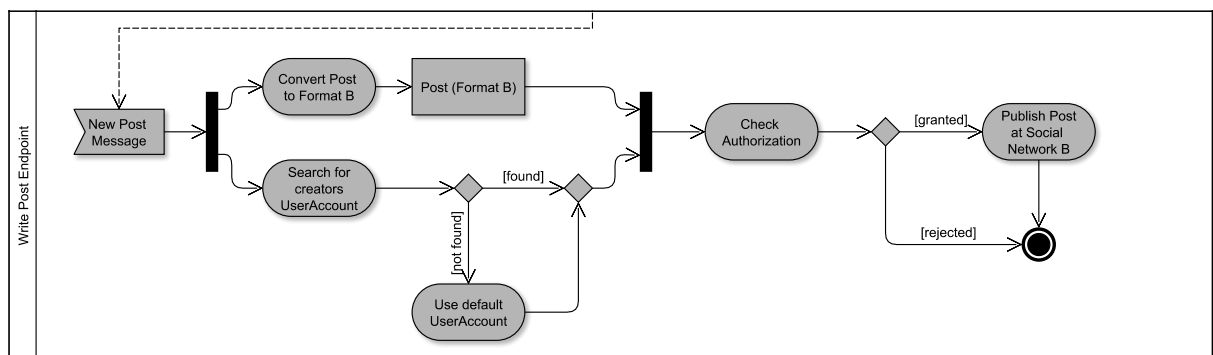 Write Post Endpoint
New Post
Message
Convert Post
to Format B
Post (Format B)
Search for
creators
UserAccount
[found]
[not found]
Use default
UserAccount
Check
Authorization
[granted]
Publish Post
at Social
Network B
[rejected]